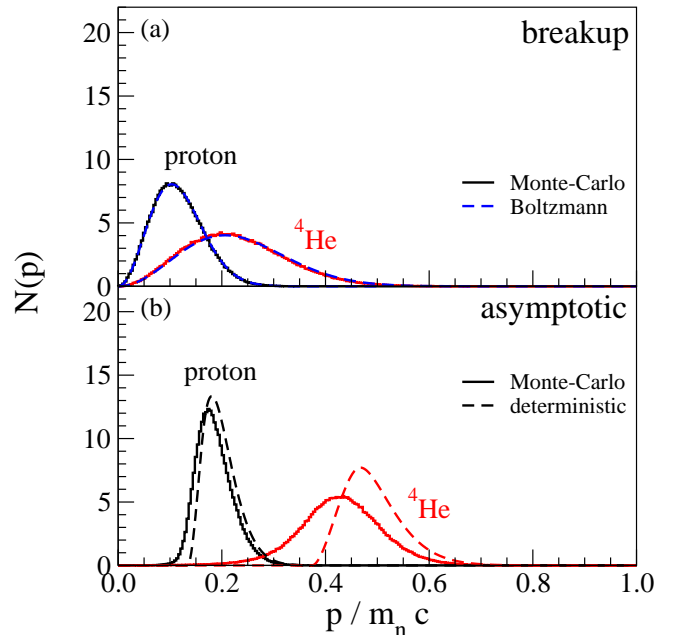 20
(a)
breakup
15
proton
10
Monte-Carlo
Boltzmann
5
⁴He
0
N(p)
20
(b)
asymptotic
15
proton
Monte-Carlo
deterministic
10
⁴He
5
0
0.0 0.2 0.4 0.6 0.8 1.0
p / mₙ c